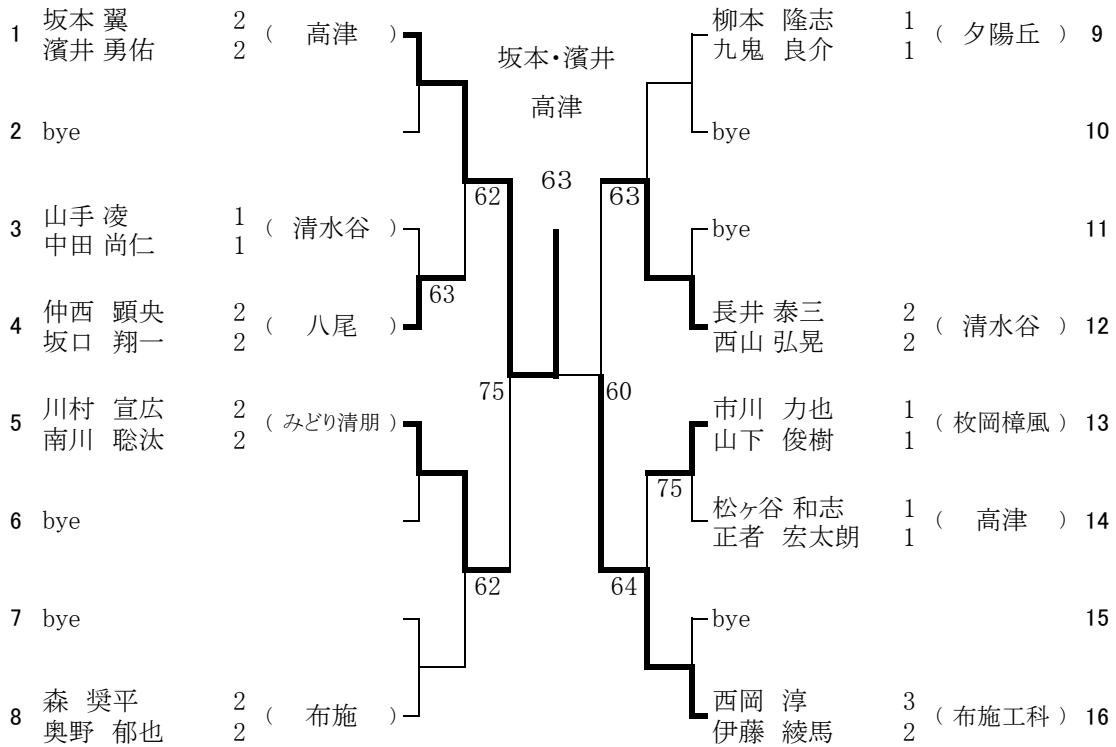 1 坂本 翼 2 ( 高津 )
濱井 勇佑 2
2 bye
3 山手 凌 1 ( 清水谷 )
中田 尚仁 1
4 仲西 顕央 2 ( 八尾 )
坂口 翔一 2
5 川村 宣広 2 ( みどり清朋 )
南川 聡汰 2
6 bye
7 bye
8 森 奨平 2 ( 布施 )
奥野 郁也 2
62
63
75
62
坂本・濱井
高津
63
63
60
75
64
柳本 隆志 1 ( 夕陽丘 ) 9
九鬼 良介 1
bye 10
bye 11
長井 泰三 2 ( 清水谷 ) 12
西山 弘晃 2
市川 力也 1 ( 枚岡樟風 ) 13
山下 俊樹 1
松ヶ谷 和志 1 ( 高津 ) 14
正者 宏太朗 1
bye 15
西岡 淳 3 ( 布施工科 ) 16
伊藤 綾馬 2